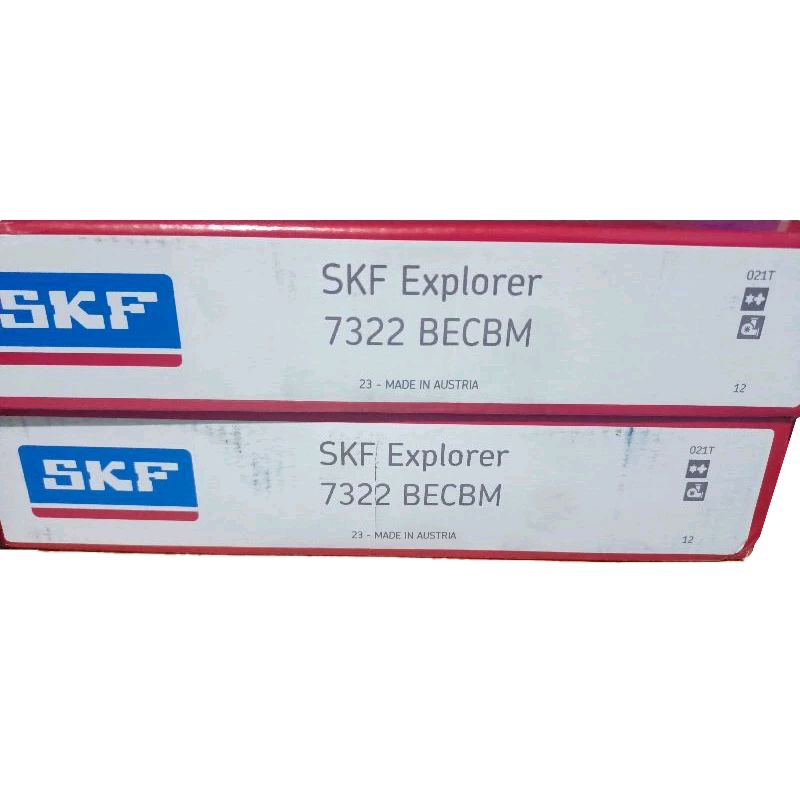 SKF
SKF Explorer
7322 BECBM
23 - MADE IN AUSTRIA
021T
12
SKF
SKF Explorer
7322 BECBM
23 - MADE IN AUSTRIA
021T
12